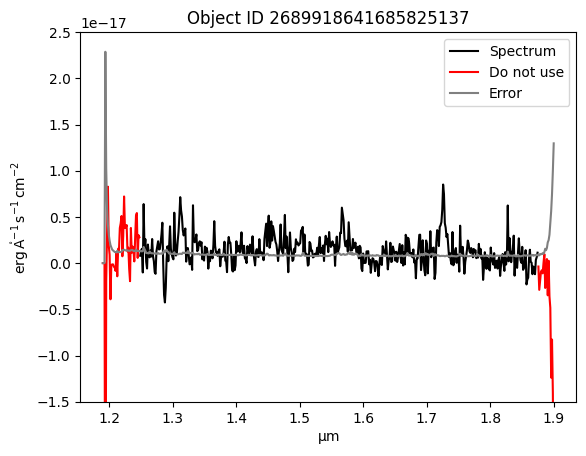 Object ID 2689918641685825137
1e−17
2.5
2.0
1.5
1.0
0.5
0.0
−0.5
−1.0
−1.5
erg Å⁻¹ s⁻¹ cm⁻²
Spectrum
Do not use
Error
1.2 1.3 1.4 1.5 1.6 1.7 1.8 1.9
μm